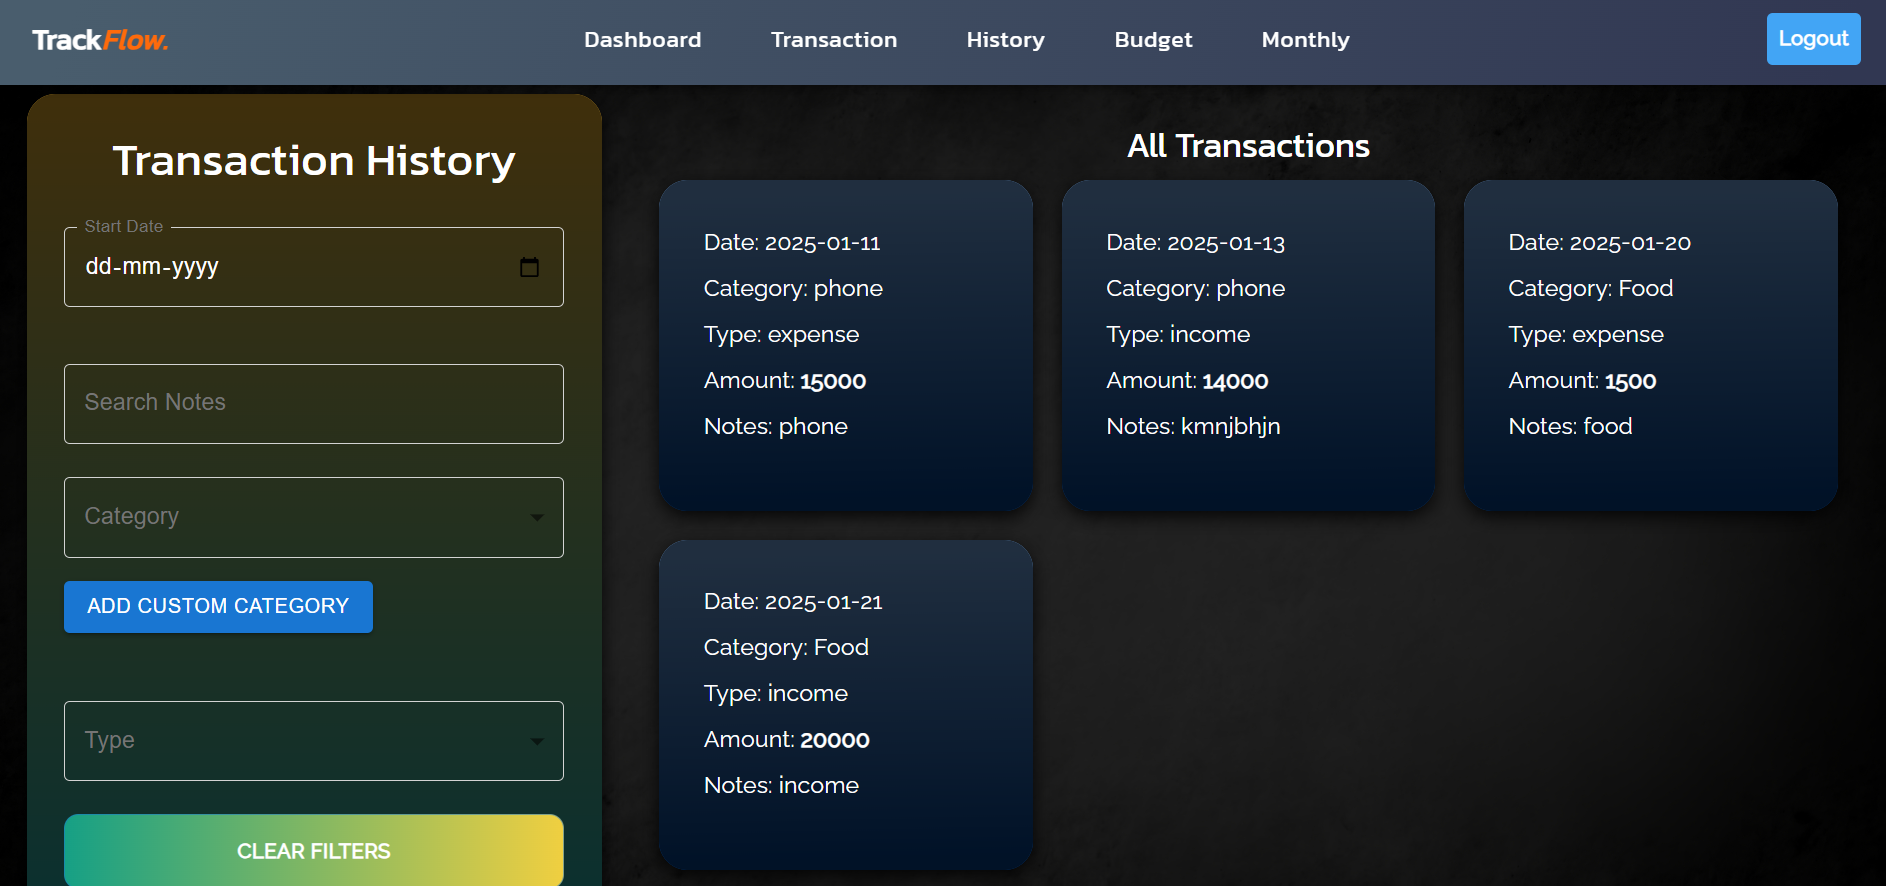 TrackFlow.
Dashboard
Transaction
History
Budget
Monthly
Logout
Transaction History
Start Date
dd-mm-yyyy
Search Notes
Category
ADD CUSTOM CATEGORY
Type
CLEAR FILTERS
All Transactions
Date: 2025-01-11
Category: phone
Type: expense
Amount: 15000
Notes: phone
Date: 2025-01-13
Category: phone
Type: income
Amount: 14000
Notes: kmnjbhjn
Date: 2025-01-20
Category: Food
Type: expense
Amount: 1500
Notes: food
Date: 2025-01-21
Category: Food
Type: income
Amount: 20000
Notes: income